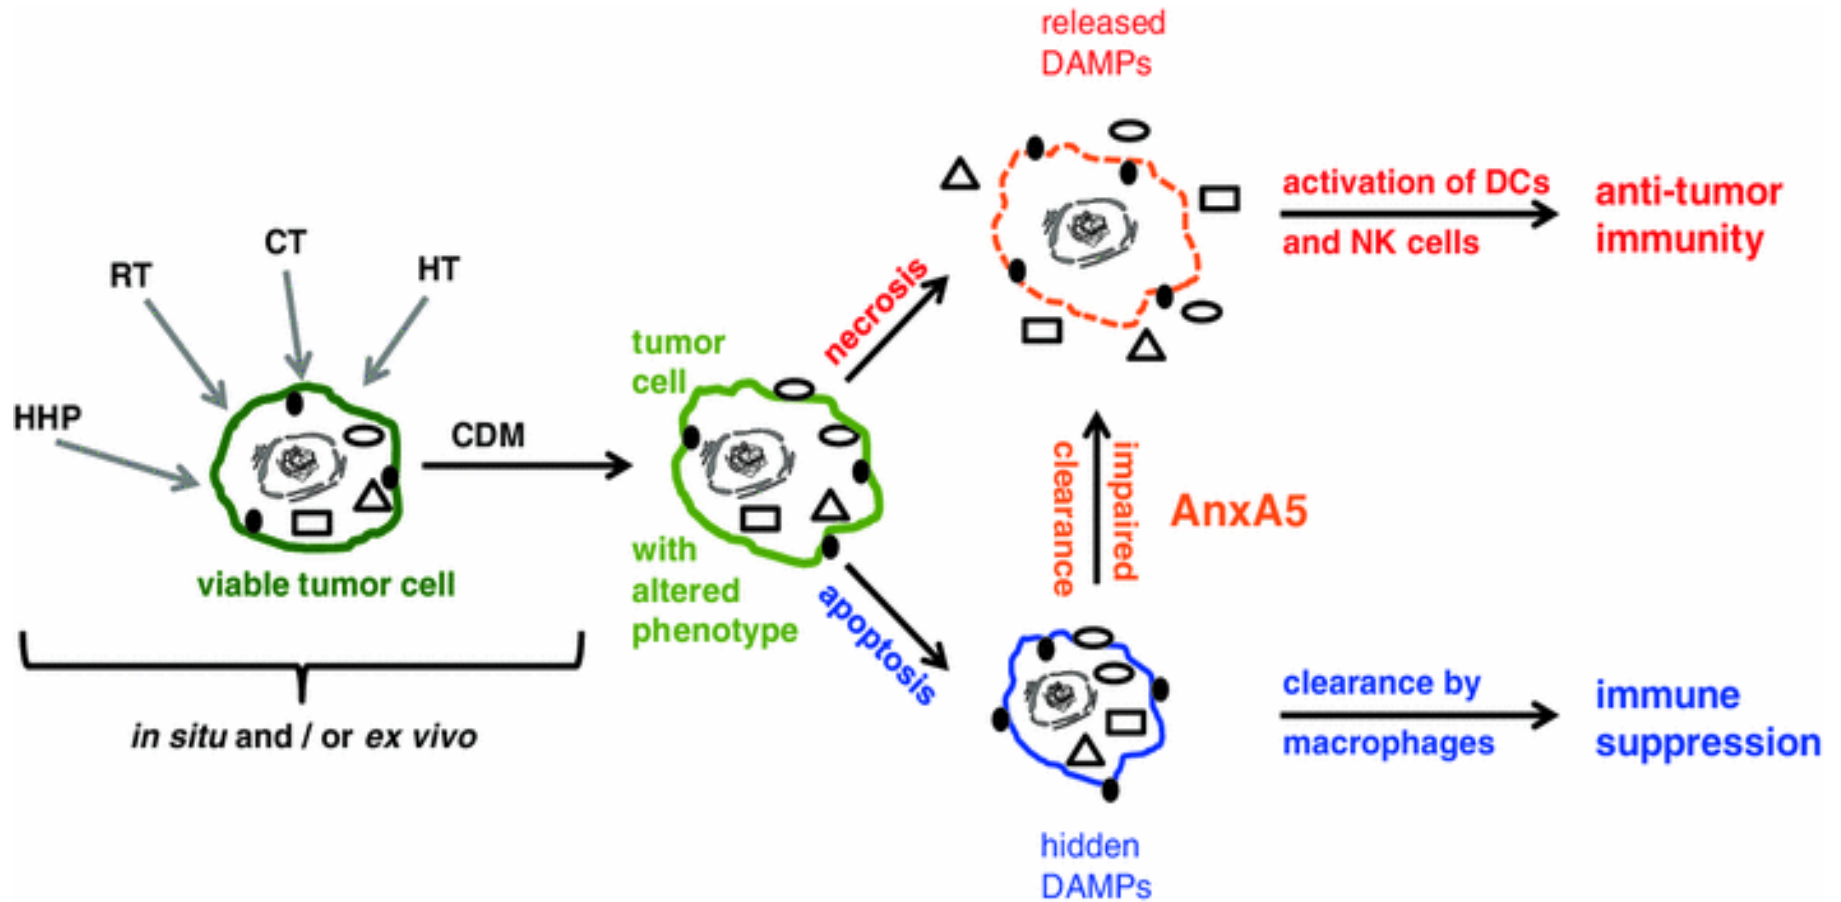 released
DAMPs
activation of DCs
and NK cells
anti-tumor
immunity
necrosis
CT
RT
HT
HHP
CDM
tumor
cell
with
altered
phenotype
viable tumor cell
in situ and / or ex vivo
apoptosis
impaired
clearance
AnxA5
clearance by
macrophages
immune
suppression
hidden
DAMPs